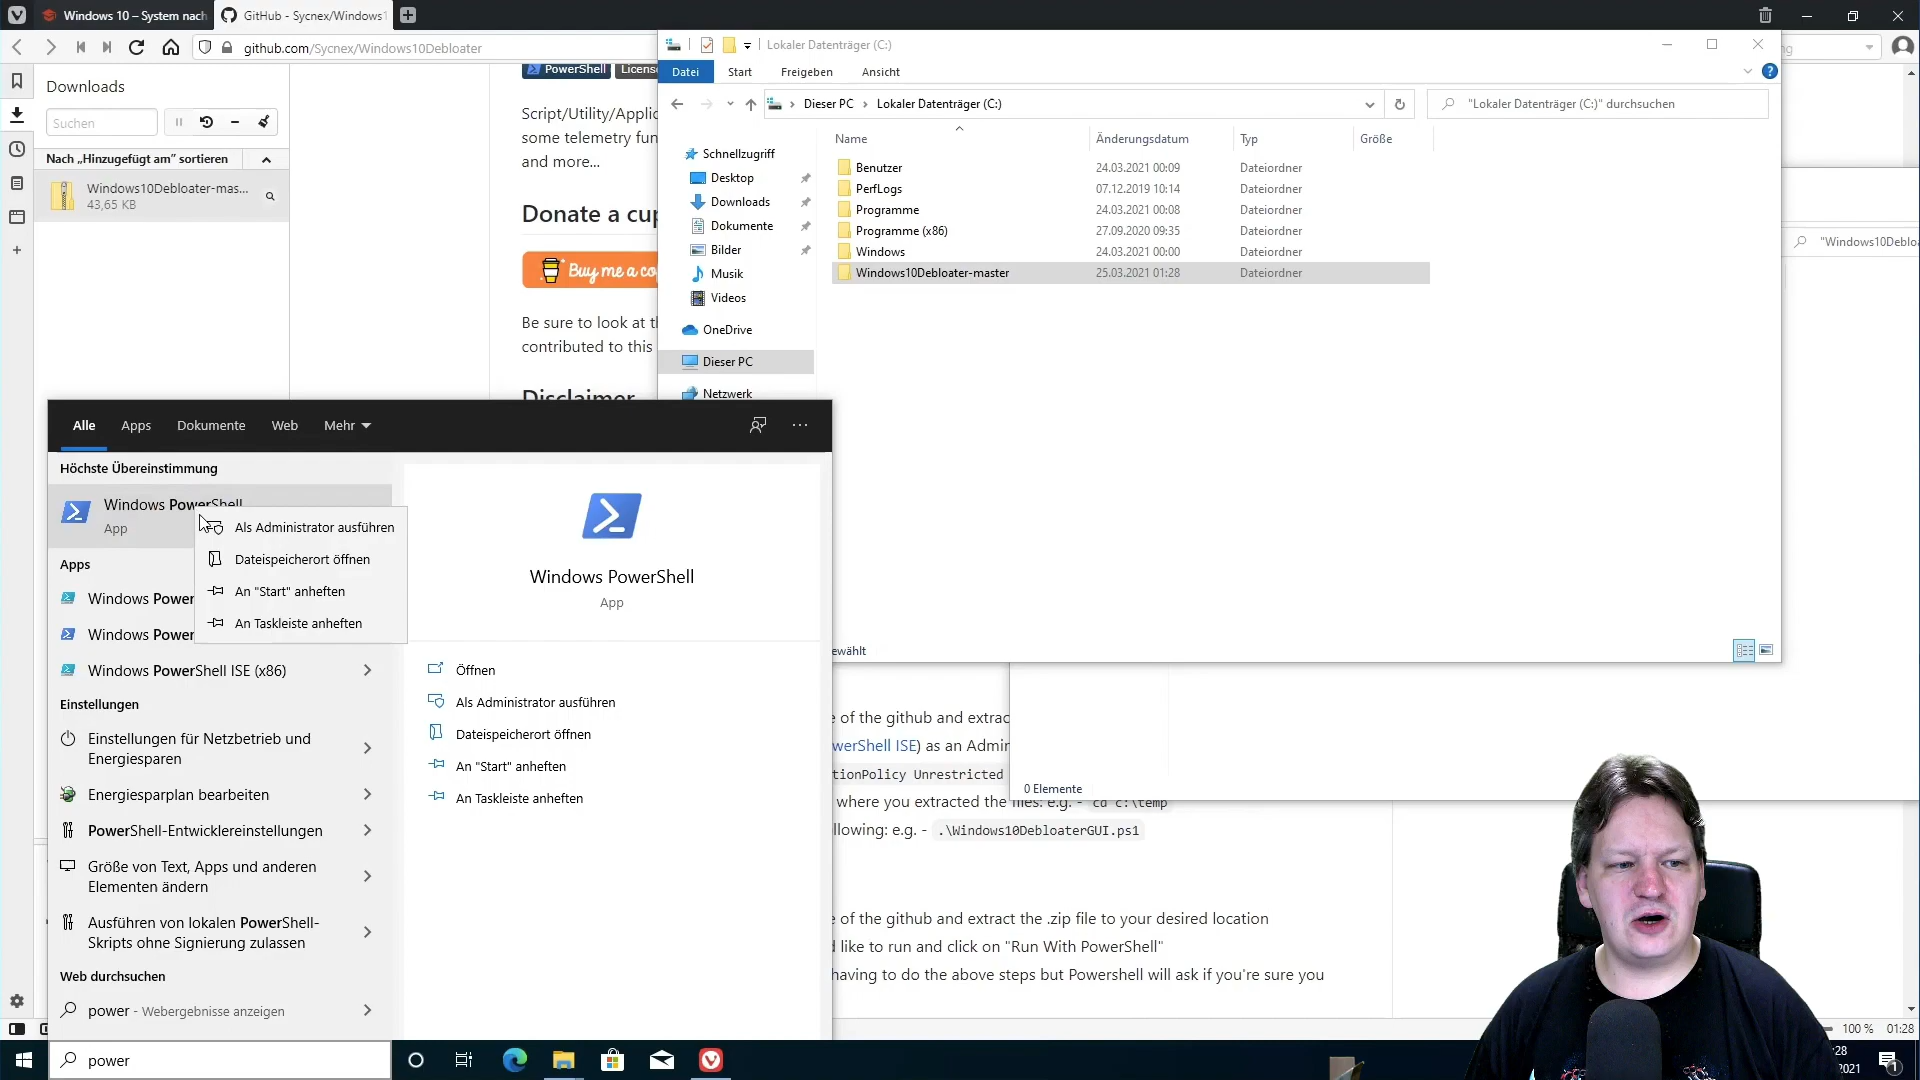 Windows 10 – System nach
GitHub - Sycnex/Windows1
github.com/Sycnex/Windows10Debloater
Downloads
Suchen
Nach „Hinzugefügt am" sortieren
Windows10Debloater-mas...
43,65 KB
PowerShell
License
Script/Utility/Applic
some telemetry fun
and more...
Donate a cup
Buy me a co
Be sure to look at th
contributed to this
Disclaimer
Lokaler Datenträger (C:)
Datei Start Freigeben Ansicht
Dieser PC
Lokaler Datenträger (C:)
"Lokaler Datenträger (C:)" durchsuchen
Name Änderungsdatum Typ Größe
Schnellzugriff
Desktop
Downloads
Dokumente
Bilder
Musik
Videos
OneDrive
Dieser PC
Netzwerk
Benutzer 24.03.2021 00:09 Dateiordner
PerfLogs 07.12.2019 10:14 Dateiordner
Programme 24.03.2021 00:08 Dateiordner
Programme (x86) 27.09.2020 09:35 Dateiordner
Windows 24.03.2021 00:00 Dateiordner
Windows10Debloater-master 25.03.2021 01:28 Dateiordner
ewählt
"Windows10Debloa
0 Elemente
Alle Apps Dokumente Web Mehr
Höchste Übereinstimmung
Windows PowerShell
App
Als Administrator ausführen
Dateispeicherort öffnen
An "Start" anheften
An Taskleiste anheften
Apps
Windows Power
Windows Power
Windows PowerShell ISE (x86)
Einstellungen
Einstellungen für Netzbetrieb und
Energiesparen
Energiesparplan bearbeiten
PowerShell-Entwicklereinstellungen
Größe von Text, Apps und anderen
Elementen ändern
Ausführen von lokalen PowerShell-
Skripts ohne Signierung zulassen
Web durchsuchen
power - Webergebnisse anzeigen
Windows PowerShell
App
Öffnen
Als Administrator ausführen
Dateispeicherort öffnen
An "Start" anheften
An Taskleiste anheften
e of the github and extrac
werShell ISE) as an Admin
tionPolicy Unrestricted
where you extracted the files: e.g. - cd c:\temp
llowing: e.g. - .\Windows10DebloaterGUI.ps1
e of the github and extract the .zip file to your desired location
d like to run and click on "Run With PowerShell"
having to do the above steps but Powershell will ask if you're sure you
100 % 01:28
power
:28
2021
1